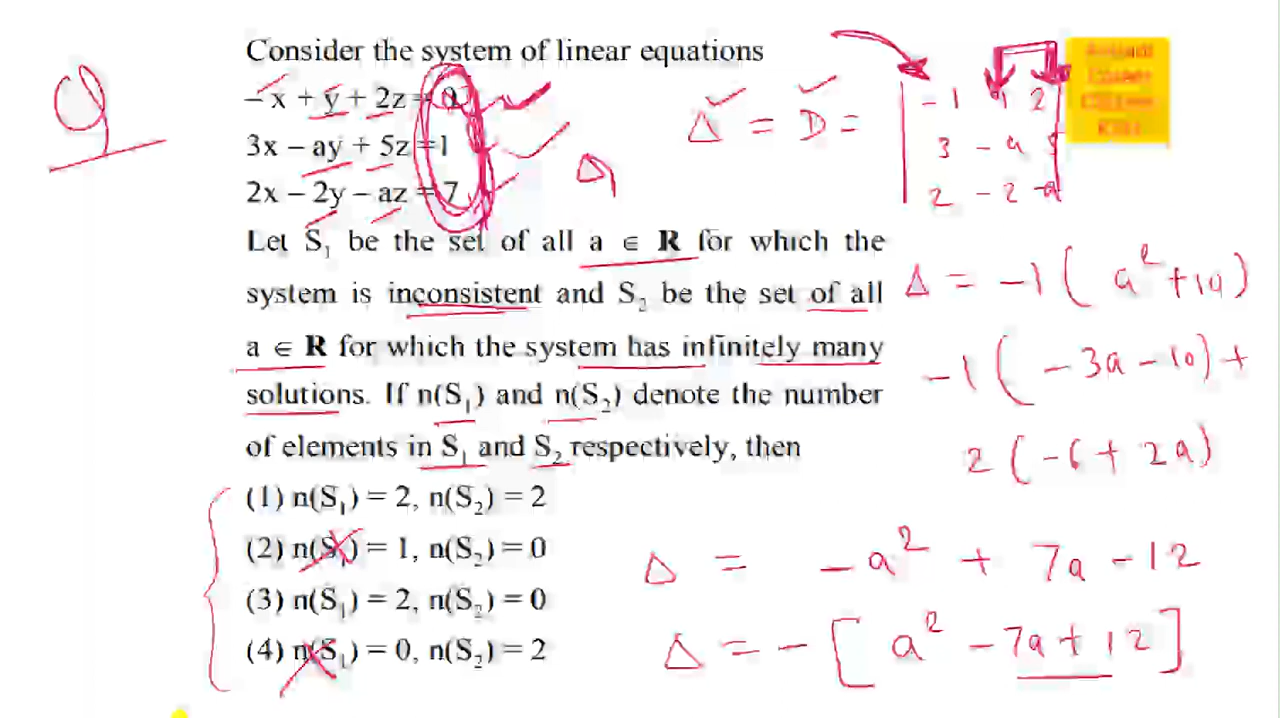 Q
Consider the system of linear equations
− x + y + 2z = 0
3x − ay + 5z = 1
2x − 2y − az = 7
Let S₁ be the set of all a ∈ R for which the
system is inconsistent and S₂ be the set of all
a ∈ R for which the system has infinitely many
solutions. If n(S₁) and n(S₂) denote the number
of elements in S₁ and S₂ respectively, then
(1) n(S₁) = 2, n(S₂) = 2
(2) n(S₁) = 1, n(S₂) = 0
(3) n(S₁) = 2, n(S₂) = 0
(4) n(S₁) = 0, n(S₂) = 2
Δ₁
Δ = D =
-1 1 2
3 -a 5
2 -2 -a
Δ = -1 ( a² + 10 )
-1 ( -3a - 10 ) +
2 ( -6 + 2a )
Δ = -a² + 7a - 12
Δ = - [ a² - 7a + 12 ]